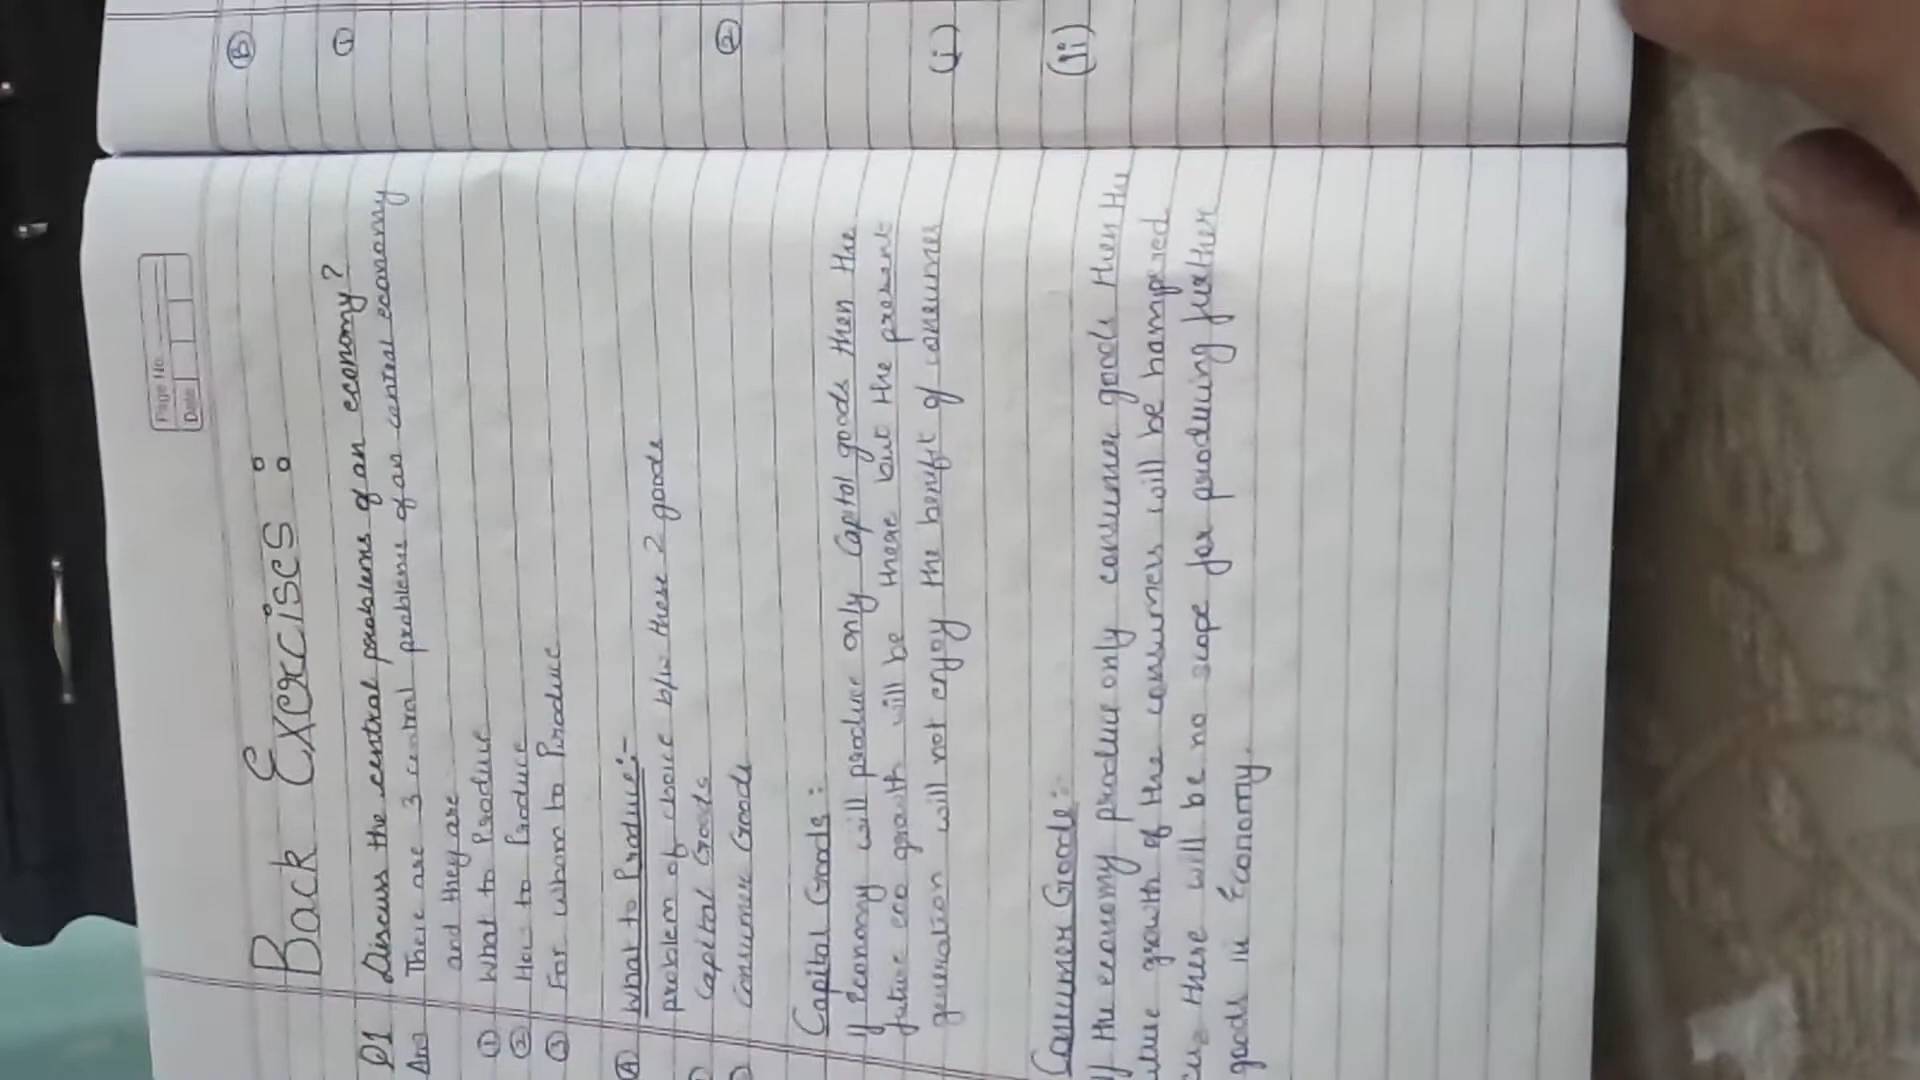 Page No.
Date
Back Exercises :
Q1 Discuss the central problems of an economy?
Ans There are 3 central problems of an central economy
and they are
① What to Produce
② How to Produce
③ For whom to Produce
Ⓐ What to Produce:-
problem of choice b/w these 2 goods
Capital Goods
Consumer Goods
Capital Goods :
If Economy will produce only Capital goods then the
future eco growth will be there but the present
generation will not enjoy the benefit of consumer
Consumer Goods :-
If the economy produce only consumer goods then the
growth of the consumers will be hampered
there will be no scope for producing further
goods in Economy.
Ⓑ
①
②
(i)
(ii)